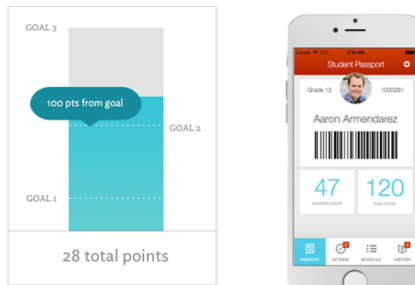 GOAL 3
100 pts from goal
GOAL 2
GOAL 1
28 total points
Student Passport
Grade 12
1000281
Aaron Armendarez
47
120
PASSPORT
ACTIONS
SCHEDULE
HISTORY